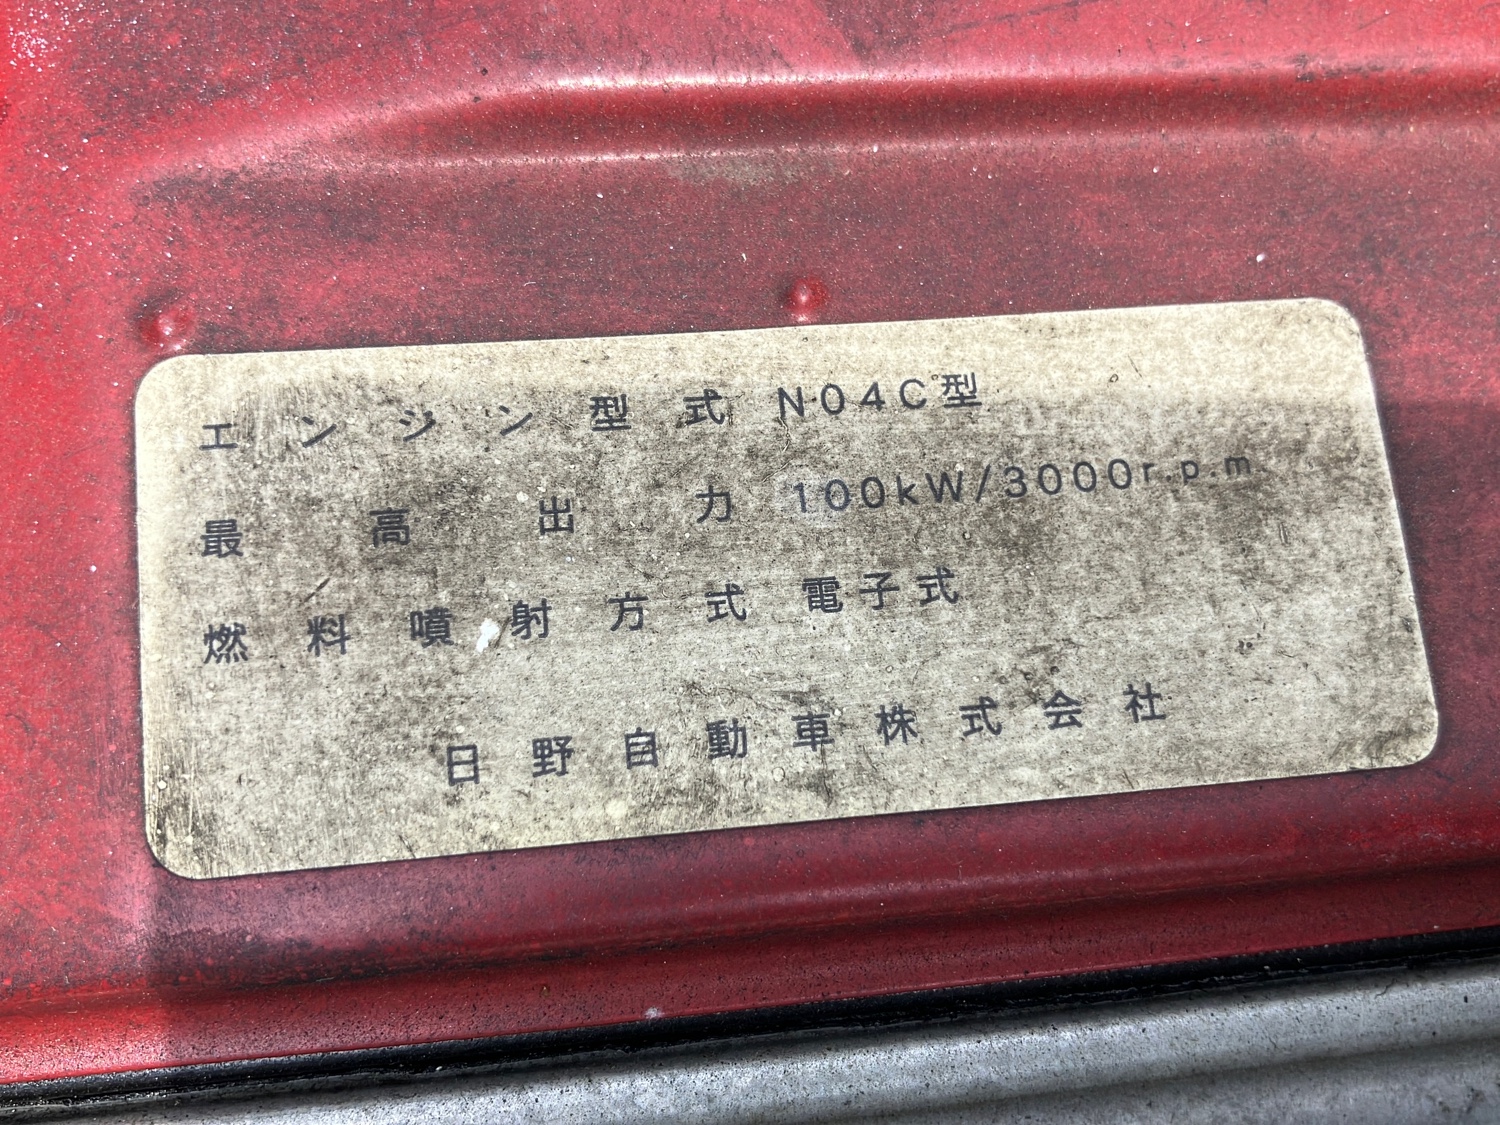 エンジン型式 N04C型
最高出力 100kW/3000r.p.m
燃料噴射方式 電子式
日野自動車株式会社